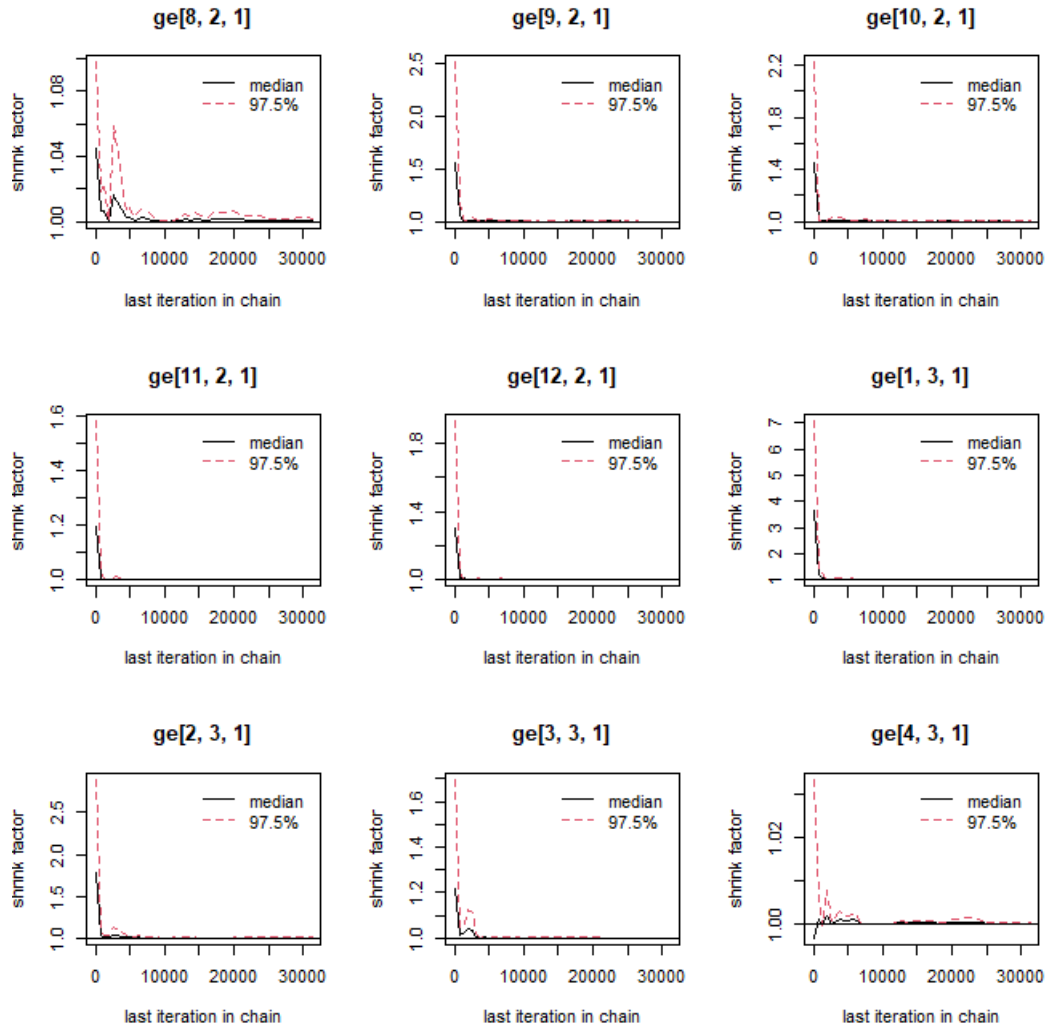 ge[8, 2, 1]
shrink factor
1.00 1.04 1.08
median
97.5%
0 10000 20000 30000
last iteration in chain
ge[9, 2, 1]
shrink factor
1.0 1.5 2.0 2.5
median
97.5%
0 10000 20000 30000
last iteration in chain
ge[10, 2, 1]
shrink factor
1.0 1.4 1.8 2.2
median
97.5%
0 10000 20000 30000
last iteration in chain
ge[11, 2, 1]
shrink factor
1.0 1.2 1.4 1.6
median
97.5%
0 10000 20000 30000
last iteration in chain
ge[12, 2, 1]
shrink factor
1.0 1.4 1.8
median
97.5%
0 10000 20000 30000
last iteration in chain
ge[1, 3, 1]
shrink factor
1 2 3 4 5 6 7
median
97.5%
0 10000 20000 30000
last iteration in chain
ge[2, 3, 1]
shrink factor
1.0 1.5 2.0 2.5
median
97.5%
0 10000 20000 30000
last iteration in chain
ge[3, 3, 1]
shrink factor
1.0 1.2 1.4 1.6
median
97.5%
0 10000 20000 30000
last iteration in chain
ge[4, 3, 1]
shrink factor
1.00 1.02
median
97.5%
0 10000 20000 30000
last iteration in chain